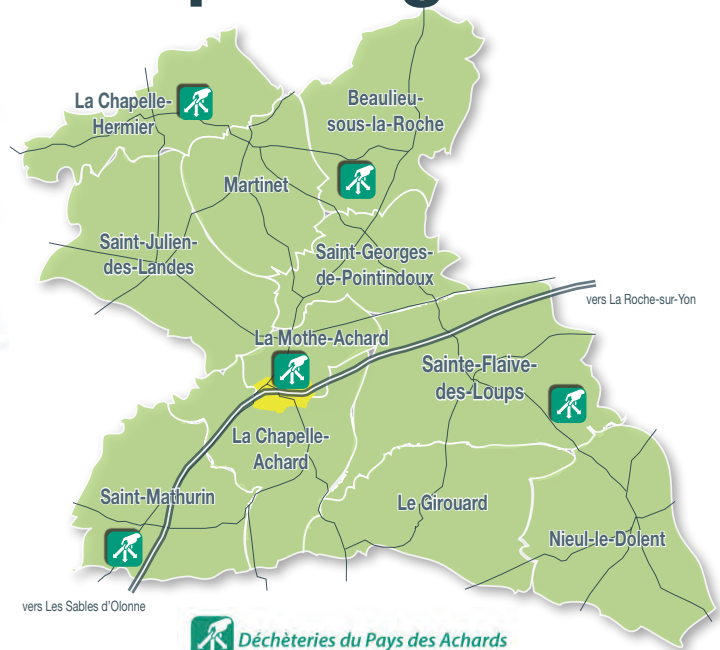 La Chapelle-
Hermier
Beaulieu-
sous-la-Roche
Martinet
Saint-Julien-
des-Landes
Saint-Georges-
de-Pointindoux
vers La Roche-sur-Yon
La Mothe-Achard
Sainte-Flaive-
des-Loups
La Chapelle-
Achard
Saint-Mathurin
Le Girouard
Nieul-le-Dolent
vers Les Sables d'Olonne
Déchèteries du Pays des Achards